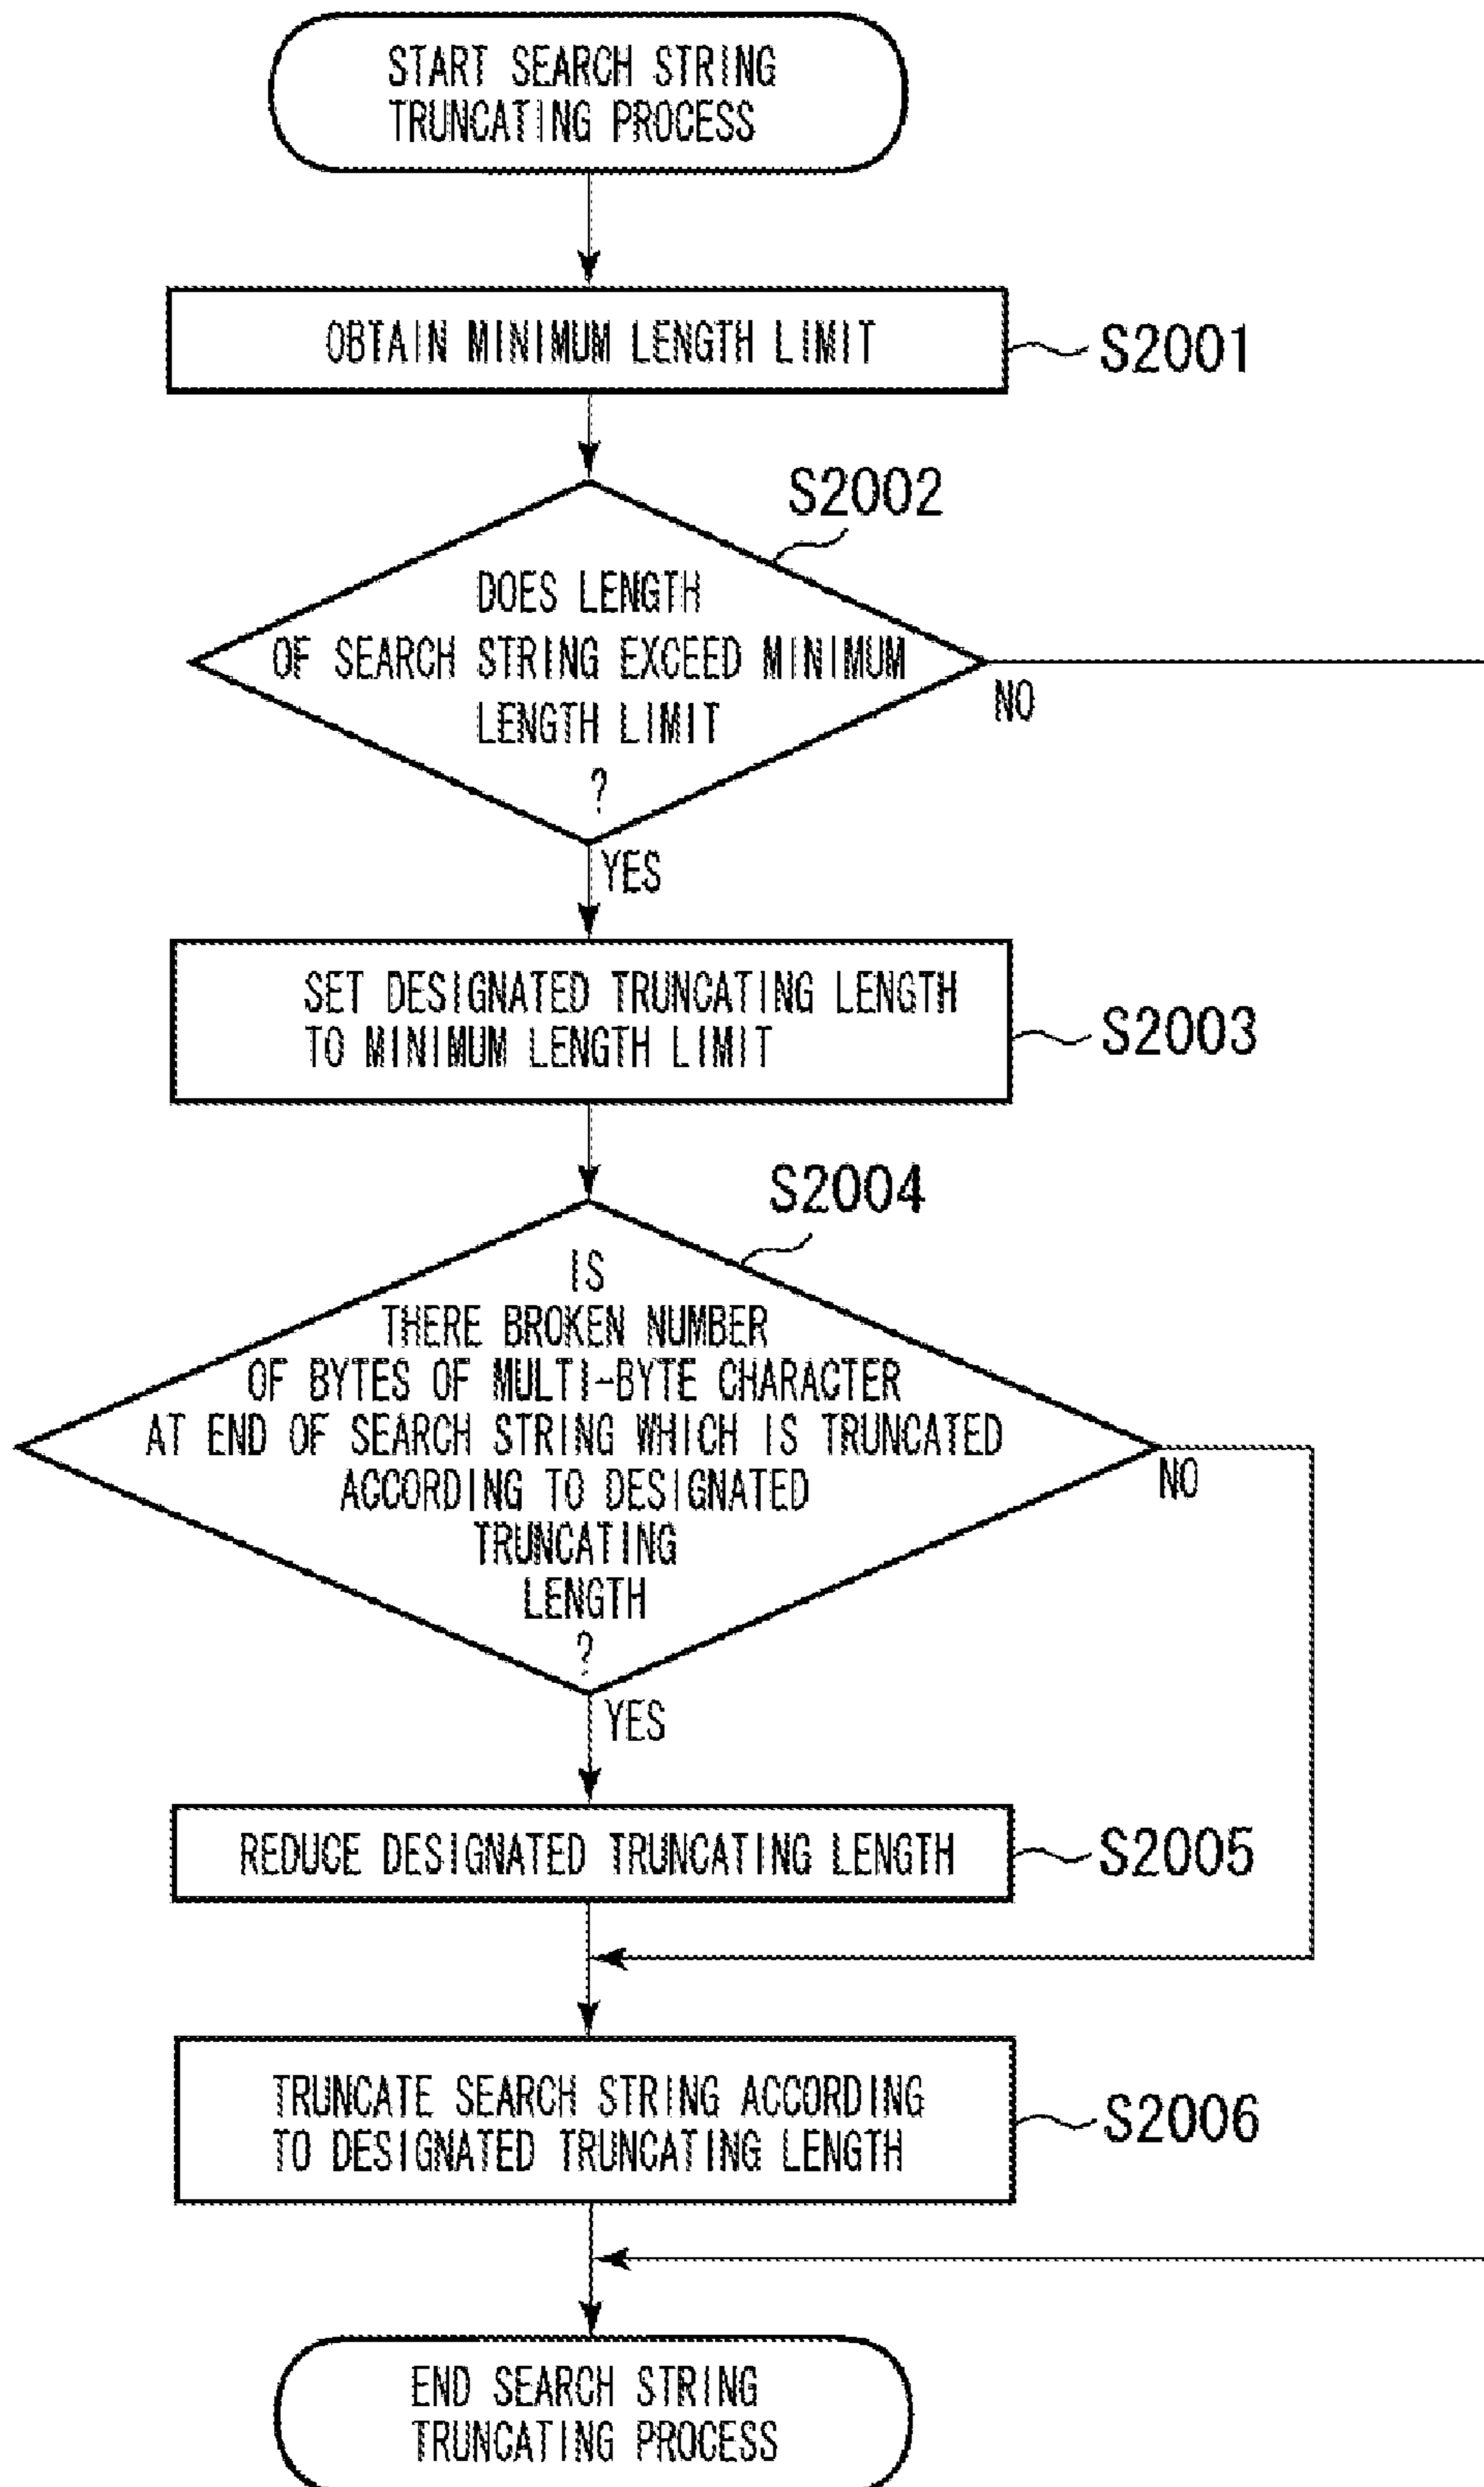 START SEARCH STRING
TRUNCATING PROCESS
OBTAIN MINIMUM LENGTH LIMIT
S2001
S2002
DOES LENGTH
OF SEARCH STRING EXCEED MINIMUM
LENGTH LIMIT
?
NO
YES
SET DESIGNATED TRUNCATING LENGTH
TO MINIMUM LENGTH LIMIT
S2003
S2004
IS
THERE BROKEN NUMBER
OF BYTES OF MULTI-BYTE CHARACTER
AT END OF SEARCH STRING WHICH IS TRUNCATED
ACCORDING TO DESIGNATED
TRUNCATING
LENGTH
?
NO
YES
REDUCE DESIGNATED TRUNCATING LENGTH
S2005
TRUNCATE SEARCH STRING ACCORDING
TO DESIGNATED TRUNCATING LENGTH
S2006
END SEARCH STRING
TRUNCATING PROCESS